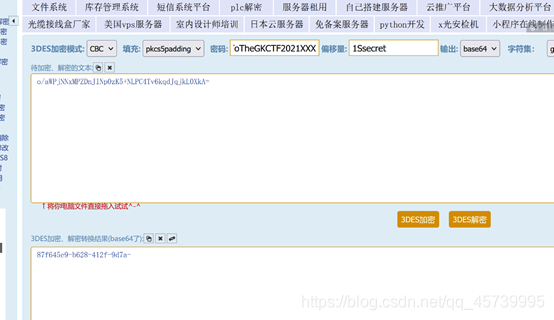 文件系统 库存管理系统 短信系统平台 plc解密 服务器租用 自己搭建服务器 云推广平台 大数据分析平台
光缆接线盒厂家 美国vps服务器 室内设计师培训 日本云服务器 免备案服务器 python开发 x光安检机 小程序在线制作
3DES加密模式: CBC 填充: pkcs5padding 密码: oTheGKCTF2021XXX 偏移量: 1Ssecret 输出: base64 字符集: g
待加密、解密的文本:
↑将你电脑文件直接拖入试试^-^
3DES加密 3DES解密
3DES加密、解密转换结果(base64了):
87f645e9-b628-412f-9d7a-
https://blog.csdn.net/qq_45739995